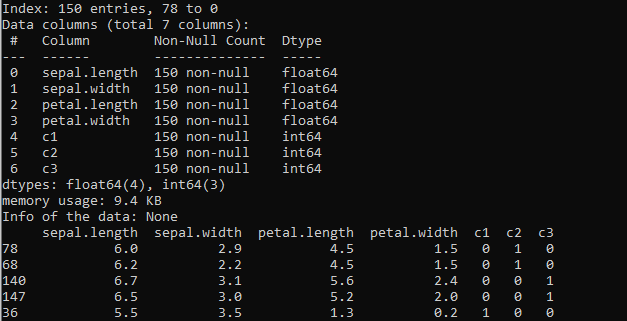 Index: 150 entries, 78 to 0
Data columns (total 7 columns):
 #   Column        Non-Null Count  Dtype
---  ------        --------------  -----
 0   sepal.length  150 non-null    float64
 1   sepal.width   150 non-null    float64
 2   petal.length  150 non-null    float64
 3   petal.width   150 non-null    float64
 4   c1            150 non-null    int64
 5   c2            150 non-null    int64
 6   c3            150 non-null    int64
dtypes: float64(4), int64(3)
memory usage: 9.4 KB
Info of the data: None
     sepal.length  sepal.width  petal.length  petal.width  c1  c2  c3
78            6.0          2.9           4.5          1.5   0   1   0
68            6.2          2.2           4.5          1.5   0   1   0
140           6.7          3.1           5.6          2.4   0   0   1
147           6.5          3.0           5.2          2.0   0   0   1
36            5.5          3.5           1.3          0.2   1   0   0